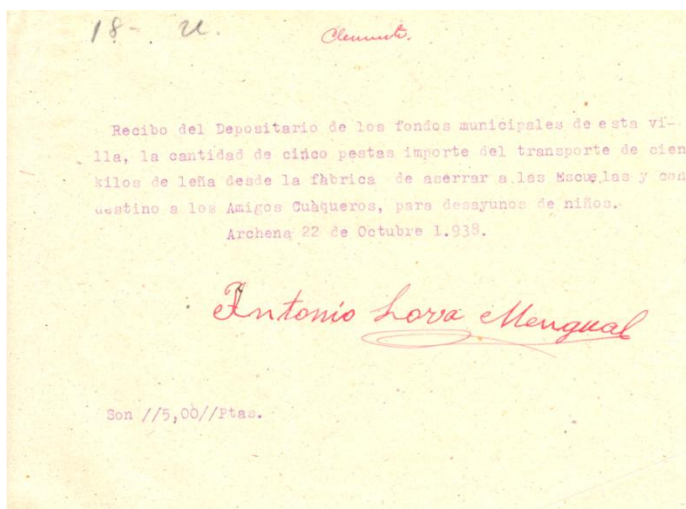 18-
Clemente.
Recibo del Depositario de los fondos municipales de esta vi-
lla, la cantidad de cinco pestas importe del transporte de cien
kilos de leña desde la fàbrica de aserrar a las Escuelas y con
destino a los Amigos Cuàqueros, para desayunos de niños.
Archena 22 de Octubre 1.938.
Antonio Lova Mengual
Son //5,00//Ptas.